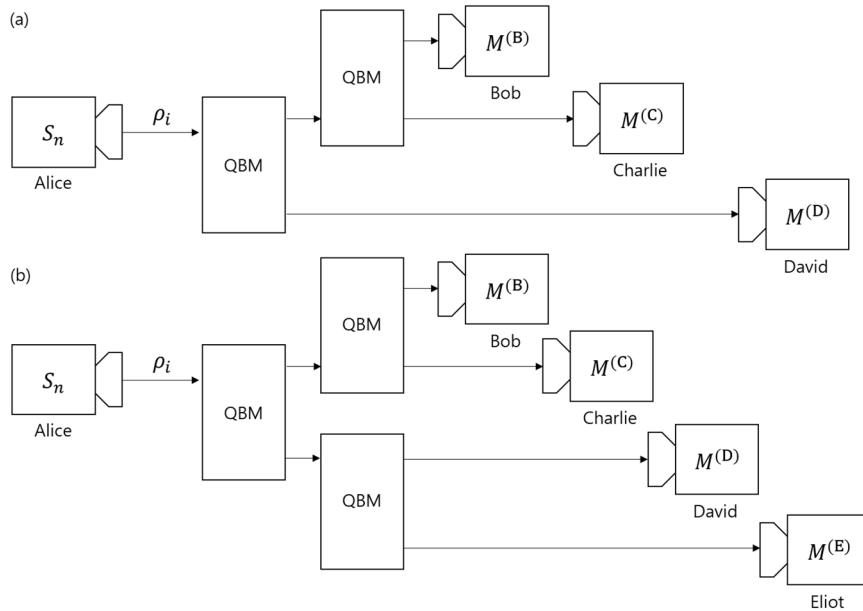 (a)
QBM
M^(B)
Bob
S_n
Alice
ρ_i
QBM
M^(C)
Charlie
M^(D)
David
(b)
QBM
M^(B)
Bob
S_n
Alice
ρ_i
QBM
M^(C)
Charlie
QBM
M^(D)
David
M^(E)
Eliot